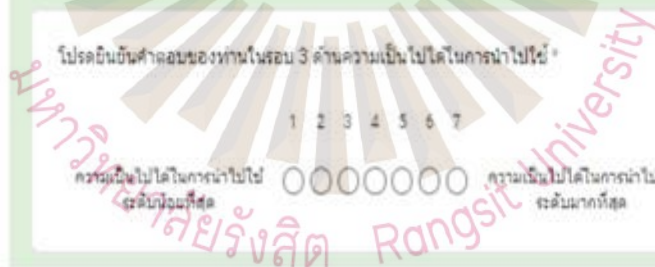 โปรดยืนยันคำตอบของท่านในรอบ 3 ด้านความเป็นไปได้ในการนำไปใช้ *
1 2 3 4 5 6 7
ความเป็นไปได้ในการนำไปใช้
ระดับน้อยที่สุด
ความเป็นไปได้ในการนำไป
ระดับมากที่สุด
มหาวิทยาลัยรังสิต Rangsit University